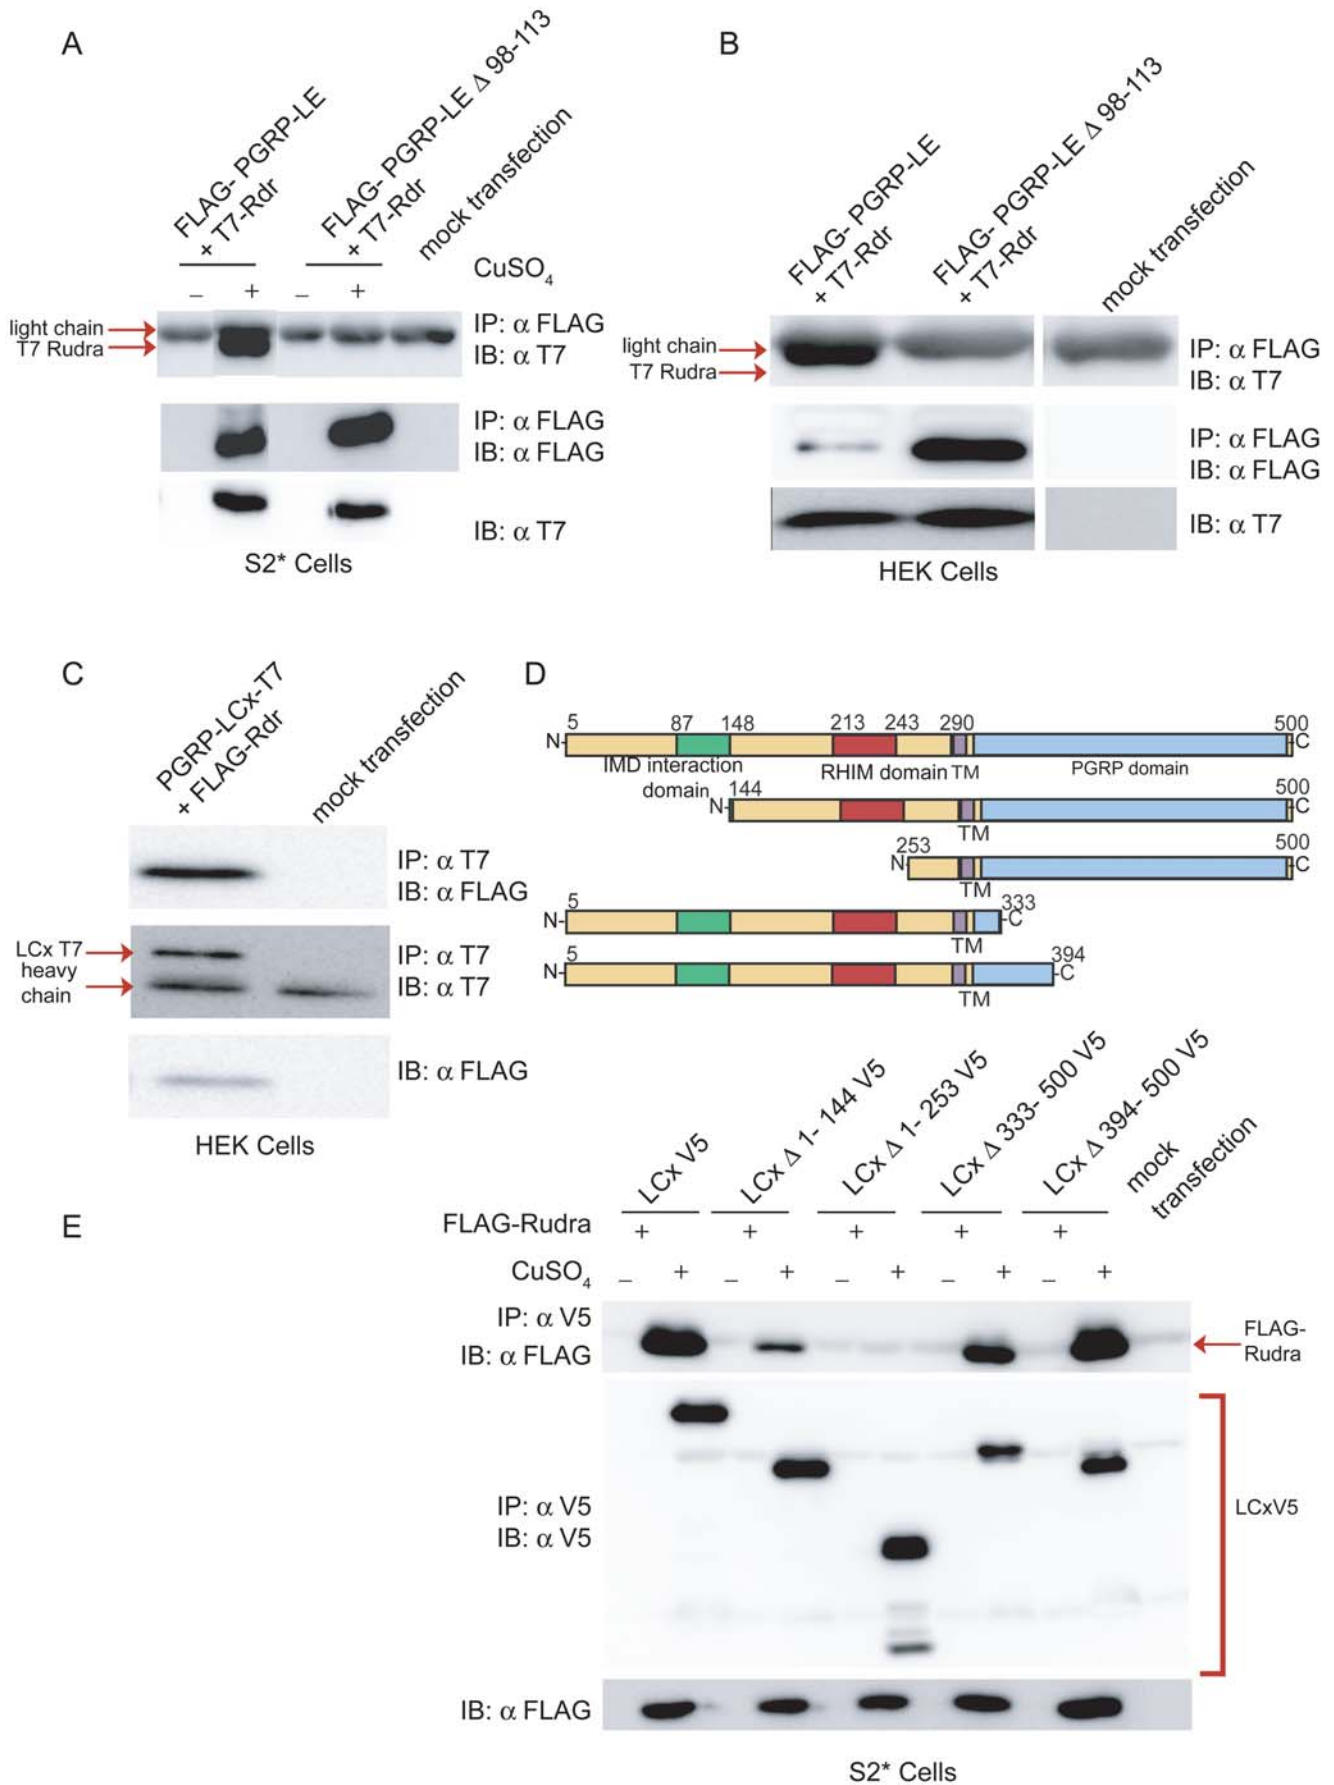 A
FLAG- PGRP-LE
+ T7-Rdr
FLAG- PGRP-LE Δ 98-113
+ T7-Rdr
mock transfection
CuSO4
– + – +
light chain
T7 Rudra
IP: α FLAG
IB: α T7
IP: α FLAG
IB: α FLAG
IB: α T7
S2* Cells
B
FLAG- PGRP-LE
+ T7-Rdr
FLAG- PGRP-LE Δ 98-113
+ T7-Rdr
mock transfection
light chain
T7 Rudra
IP: α FLAG
IB: α T7
IP: α FLAG
IB: α FLAG
IB: α T7
HEK Cells
C
PGRP-LCx-T7
+ FLAG-Rdr
mock transfection
IP: α T7
IB: α FLAG
LCx T7
heavy
chain
IP: α T7
IB: α T7
IB: α FLAG
HEK Cells
D
5 87 148 213 243 290 500
N- -C
IMD interaction
domain
RHIM domain TM PGRP domain
144 500
N- -C
TM
253 500
N- -C
TM
5 333
N- -C
TM
5 394
N- -C
TM
E
LCx V5
LCx Δ 1- 144 V5
LCx Δ 1- 253 V5
LCx Δ 333- 500 V5
LCx Δ 394- 500 V5
mock
transfection
FLAG-Rudra + + + + +
CuSO4 – + – + – + – + – +
IP: α V5
IB: α FLAG
FLAG-
Rudra
IP: α V5
IB: α V5
LCxV5
IB: α FLAG
S2* Cells